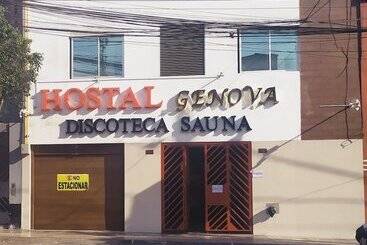 HOSTAL GENOVA
DISCOTECA SAUNA
NO
ESTACIONAR